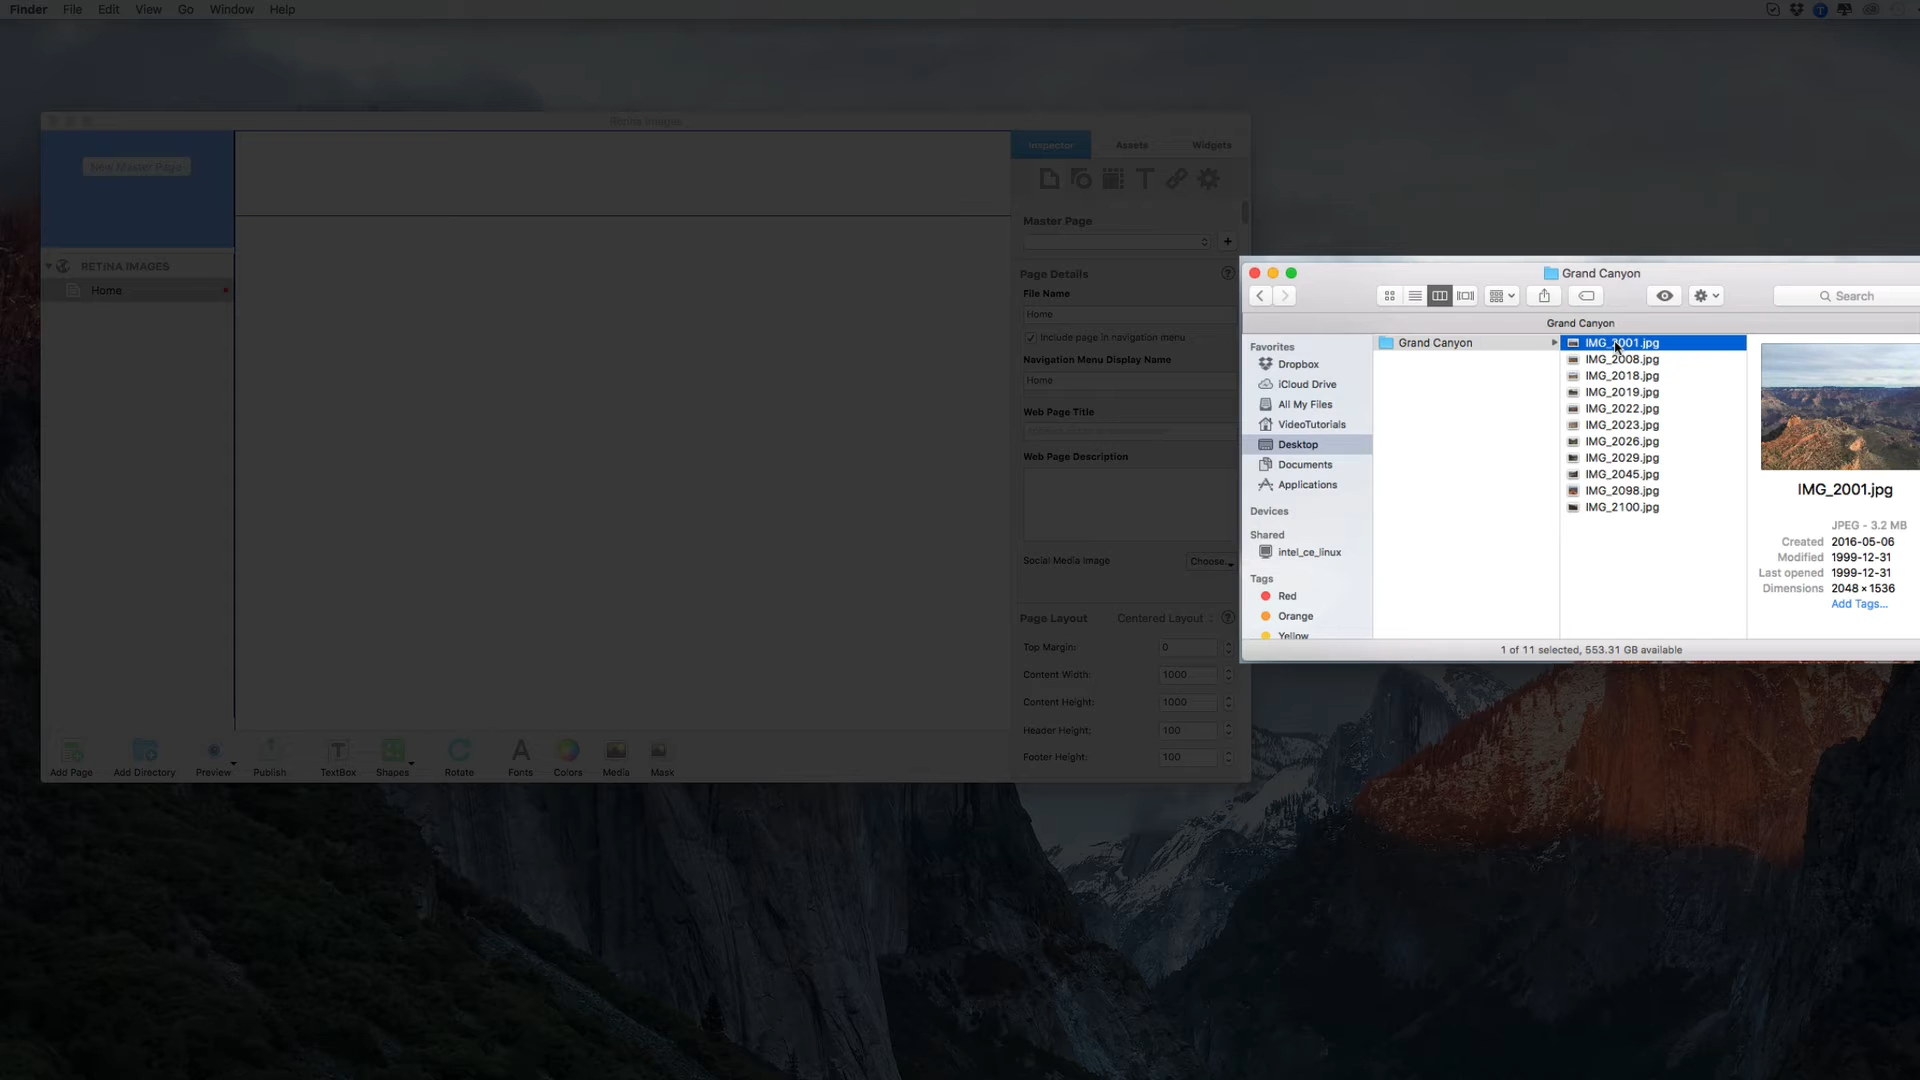 Finder File Edit View Go Window Help
Retina Images
New Master Page
RETINA IMAGES
Home
Inspector Assets Widgets
Master Page
Page Details
File Name
Home
Include page in navigation menu
Navigation Menu Display Name
Home
Web Page Title
Web Page Description
Social Media Image Choose...
Page Layout Centered Layout
Top Margin: 0
Content Width: 1000
Content Height: 1000
Header Height: 100
Footer Height: 100
Add Page Add Directory Preview Publish TextBox Shapes Rotate Fonts Colors Media Mask
Grand Canyon
Search
Grand Canyon
Favorites
Dropbox
iCloud Drive
All My Files
VideoTutorials
Desktop
Documents
Applications
Devices
Shared
intel_ce_linux
Tags
Red
Orange
Yellow
Grand Canyon
IMG_2001.jpg
IMG_2008.jpg
IMG_2018.jpg
IMG_2019.jpg
IMG_2022.jpg
IMG_2023.jpg
IMG_2026.jpg
IMG_2029.jpg
IMG_2045.jpg
IMG_2098.jpg
IMG_2100.jpg
IMG_2001.jpg
JPEG - 3.2 MB
Created 2016-05-06
Modified 1999-12-31
Last opened 1999-12-31
Dimensions 2048 × 1536
Add Tags...
1 of 11 selected, 553.31 GB available